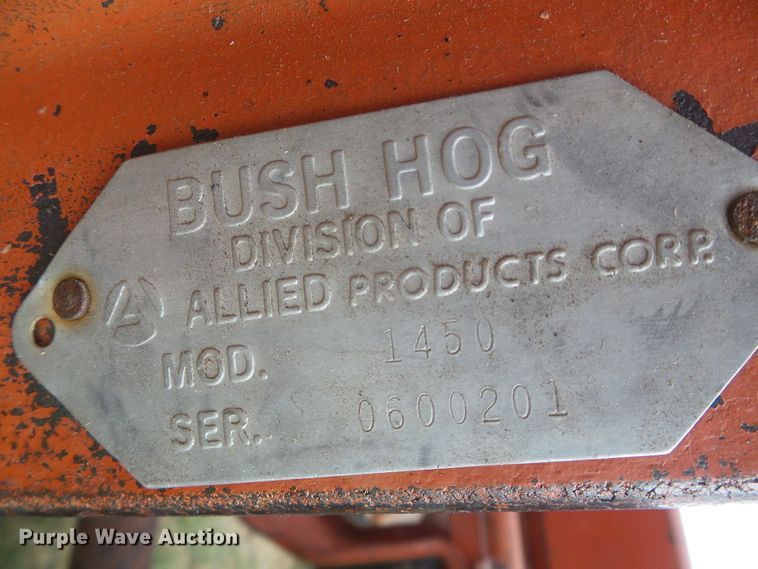 BUSH HOG
DIVISION OF
ALLIED PRODUCTS CORP.
MOD. 1450
SER. 0600201
Purple Wave Auction